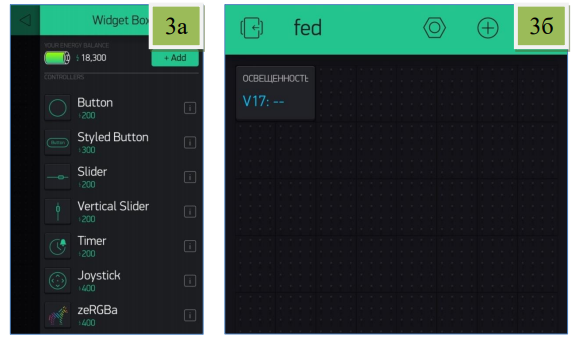 Widget Box
3а
YOUR ENERGY BALANCE
18,300
+ Add
CONTROLLERS
Button
200
Button
Styled Button
300
Slider
200
Vertical Slider
200
Timer
200
Joystick
400
zeRGBa
400
fed
3б
ОСВЕЩЕННОСТЬ
V17: --